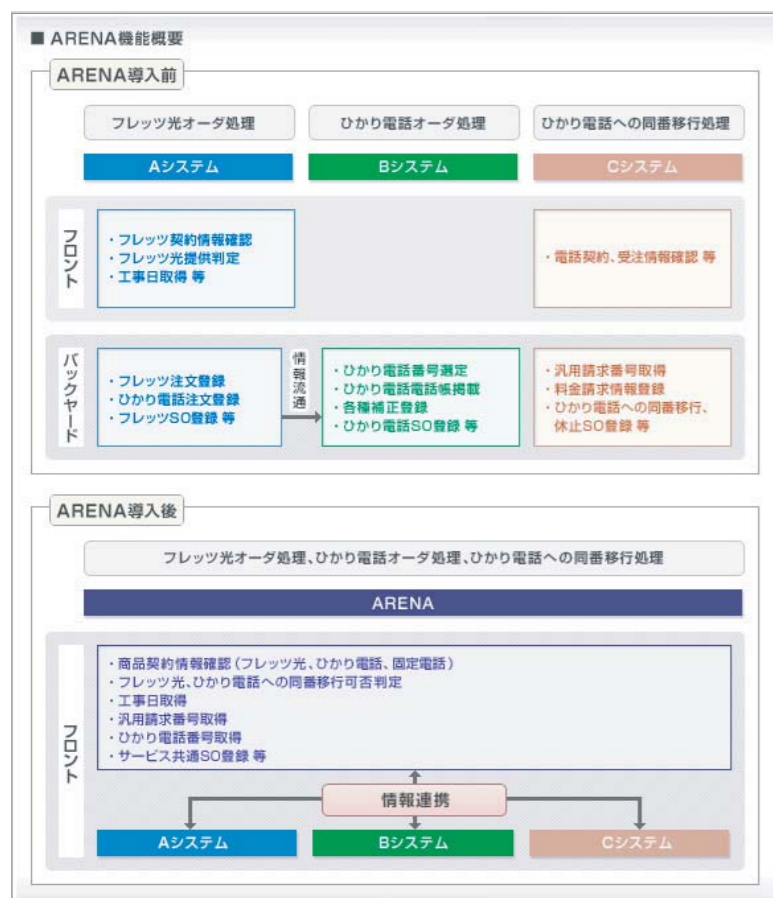 ■ ARENA機能概要
ARENA導入前
フレッツ光オーダ処理
ひかり電話オーダ処理
ひかり電話への同番移行処理
Aシステム
Bシステム
Cシステム
フロント
・フレッツ契約情報確認
・フレッツ光提供判定
・工事日取得 等
・電話契約、受注情報確認 等
バックヤード
・フレッツ注文登録
・ひかり電話注文登録
・フレッツSO登録 等
情報流通
・ひかり電話番号選定
・ひかり電話電話帳掲載
・各種補正登録
・ひかり電話SO登録 等
・汎用請求番号取得
・料金請求情報登録
・ひかり電話への同番移行、
休止SO登録 等
ARENA導入後
フレッツ光オーダ処理、ひかり電話オーダ処理、ひかり電話への同番移行処理
ARENA
フロント
・商品契約情報確認（フレッツ光、ひかり電話、固定電話）
・フレッツ光、ひかり電話への同番移行可否判定
・工事日取得
・汎用請求番号取得
・ひかり電話番号取得
・サービス共通SO登録 等
情報連携
Aシステム
Bシステム
Cシステム